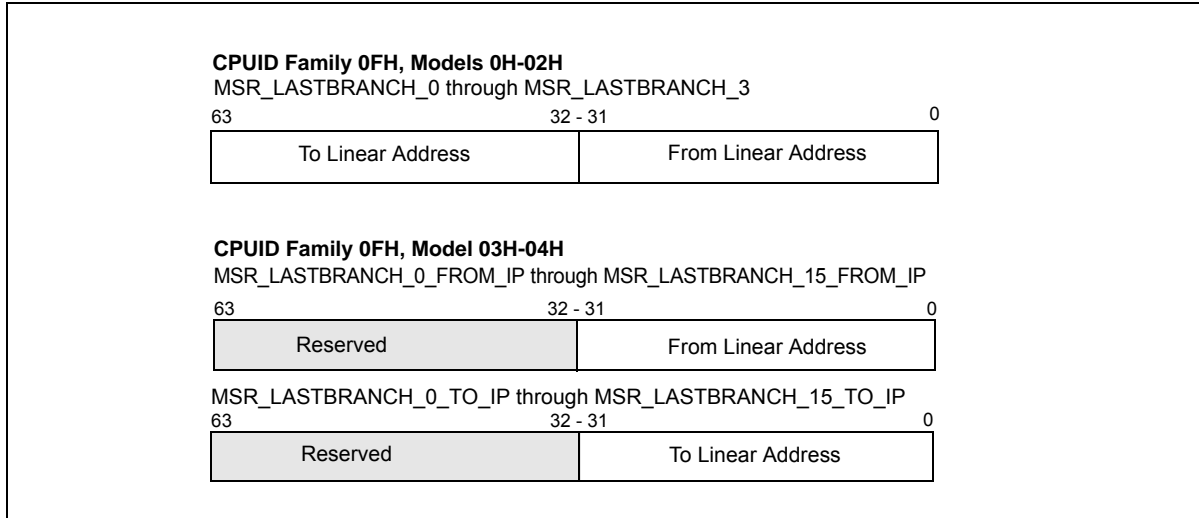 CPUID Family 0FH, Models 0H-02H
MSR_LASTBRANCH_0 through MSR_LASTBRANCH_3
63 32 - 31 0
To Linear Address From Linear Address
CPUID Family 0FH, Model 03H-04H
MSR_LASTBRANCH_0_FROM_IP through MSR_LASTBRANCH_15_FROM_IP
63 32 - 31 0
Reserved From Linear Address
MSR_LASTBRANCH_0_TO_IP through MSR_LASTBRANCH_15_TO_IP
63 32 - 31 0
Reserved To Linear Address